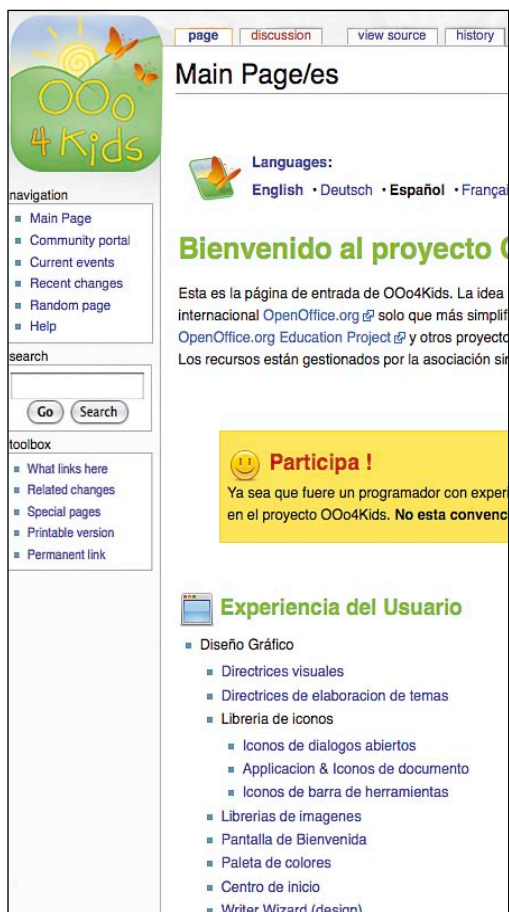 OOo
4 Kids
page discussion view source history
Main Page/es
Languages:
English • Deutsch • Español • Françai
navigation
Main Page
Community portal
Current events
Recent changes
Random page
Help
search
Go Search
toolbox
What links here
Related changes
Special pages
Printable version
Permanent link
Bienvenido al proyecto
Esta es la página de entrada de OOo4Kids. La idea
internacional OpenOffice.org solo que más simplif
OpenOffice.org Education Project y otros proyecto
Los recursos están gestionados por la asociación sin
Participa !
Ya sea que fuere un programador con experi
en el proyecto OOo4Kids. No esta convenc
Experiencia del Usuario
Diseño Gráfico
Directrices visuales
Directrices de elaboracion de temas
Libreria de iconos
Iconos de dialogos abiertos
Applicacion & Iconos de documento
Iconos de barra de herramientas
Librerias de imagenes
Pantalla de Bienvenida
Paleta de colores
Centro de inicio
Writer Wizard (design)